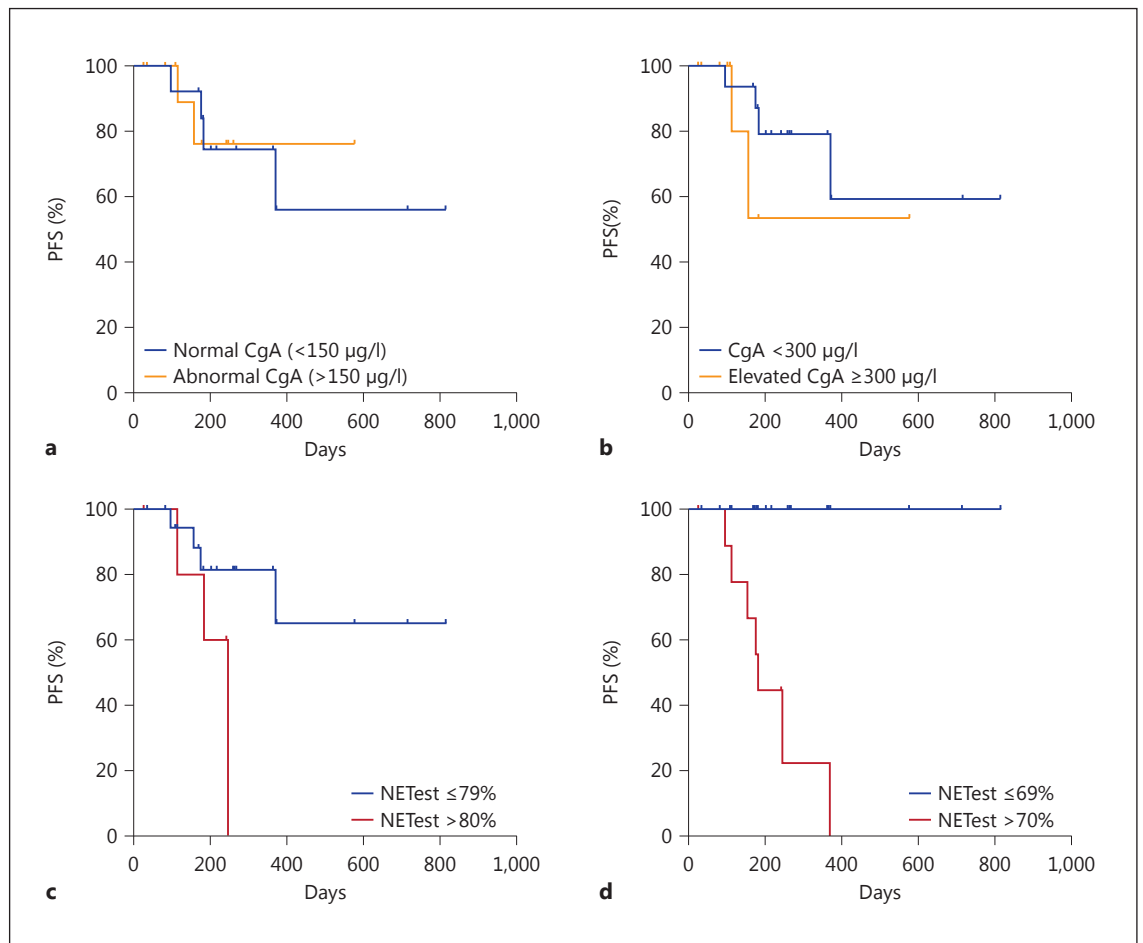 100
80
60
40
20
0
PFS (%)
Normal CgA (<150 µg/l)
Abnormal CgA (>150 µg/l)
0 200 400 600 800 1,000
Days
a
100
80
60
40
20
0
PFS(%)
CgA <300 µg/l
Elevated CgA ≥300 µg/l
0 200 400 600 800 1,000
Days
b
100
80
60
40
20
0
PFS (%)
NETest ≤79%
NETest >80%
0 200 400 600 800 1,000
Days
c
100
80
60
40
20
0
PFS (%)
NETest ≤69%
NETest >70%
0 200 400 600 800 1,000
Days
d